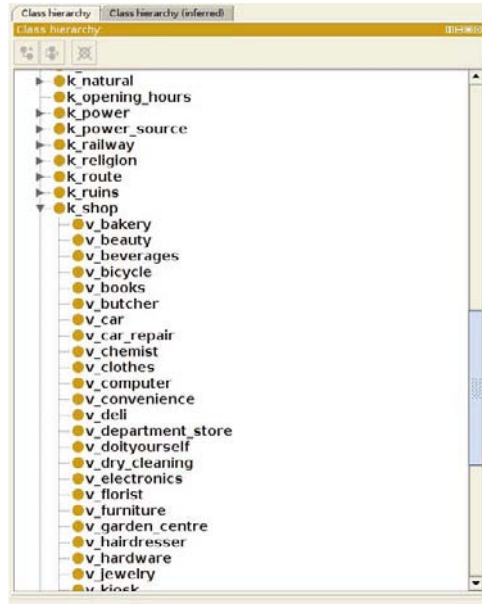 Class hierarchy Class hierarchy (inferred)
Class hierarchy
k_natural
k_opening_hours
k_power
k_power_source
k_railway
k_religion
k_route
k_ruins
k_shop
v_bakery
v_beauty
v_beverages
v_bicycle
v_books
v_butcher
v_car
v_car_repair
v_chemist
v_clothes
v_computer
v_convenience
v_deli
v_department_store
v_doityourself
v_dry_cleaning
v_electronics
v_florist
v_furniture
v_garden_centre
v_hairdresser
v_hardware
v_jewelry
v_kiosk